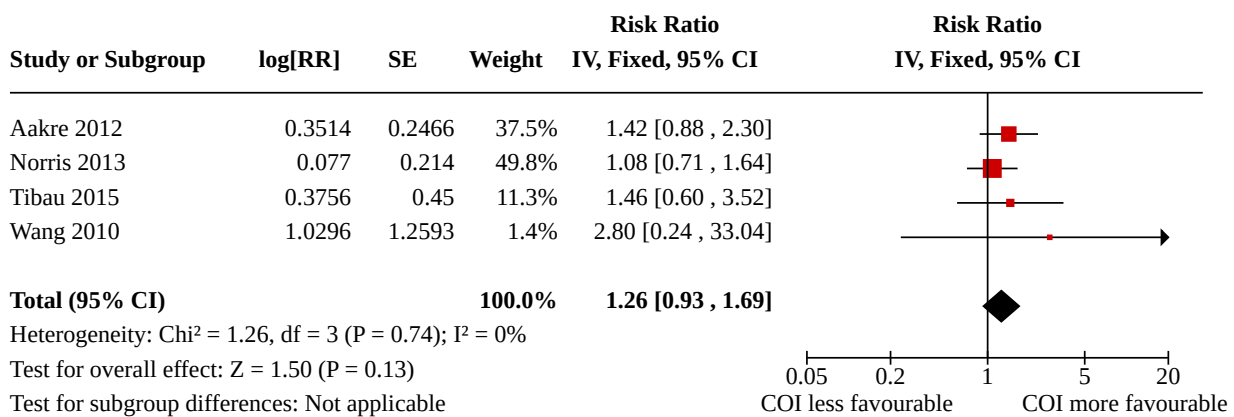 Risk Ratio Risk Ratio
Study or Subgroup log[RR] SE Weight IV, Fixed, 95% CI IV, Fixed, 95% CI
Aakre 2012 0.3514 0.2466 37.5% 1.42 [0.88 , 2.30]
Norris 2013 0.077 0.214 49.8% 1.08 [0.71 , 1.64]
Tibau 2015 0.3756 0.45 11.3% 1.46 [0.60 , 3.52]
Wang 2010 1.0296 1.2593 1.4% 2.80 [0.24 , 33.04]
Total (95% CI) 100.0% 1.26 [0.93 , 1.69]
Heterogeneity: Chi² = 1.26, df = 3 (P = 0.74); I² = 0%
Test for overall effect: Z = 1.50 (P = 0.13) 0.05 0.2 1 5 20
Test for subgroup differences: Not applicable COI less favourable COI more favourable